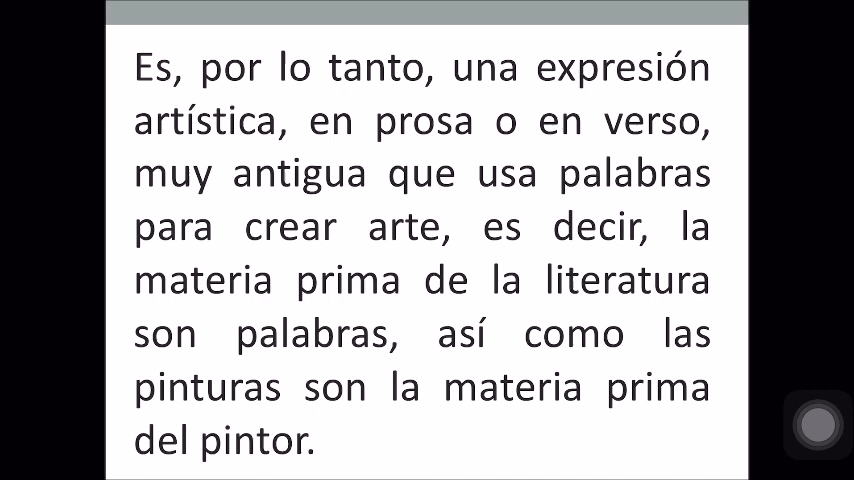 Es, por lo tanto, una expresión
artística, en prosa o en verso,
muy antigua que usa palabras
para crear arte, es decir, la
materia prima de la literatura
son palabras, así como las
pinturas son la materia prima
del pintor.